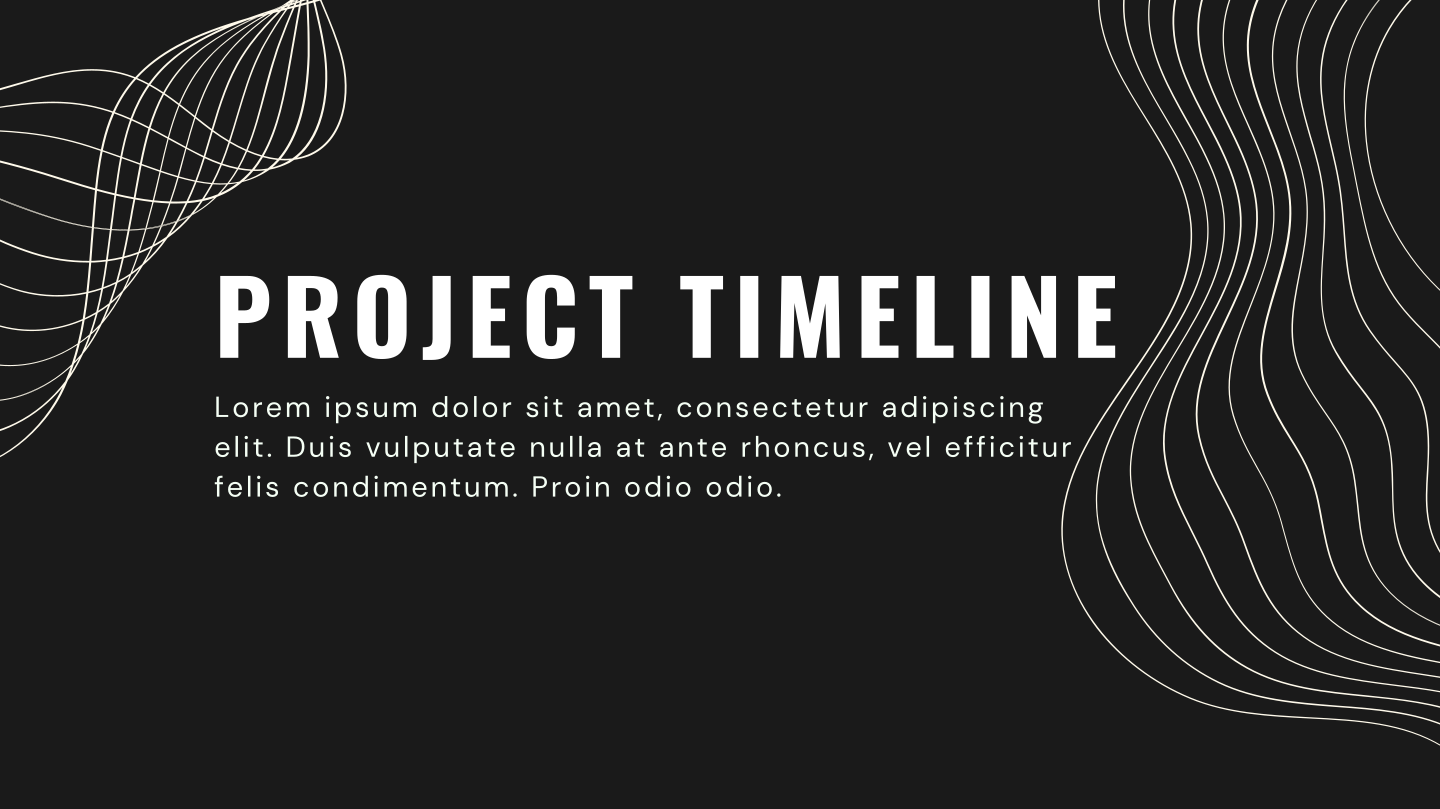 PROJECT TIMELINE
Lorem ipsum dolor sit amet, consectetur adipiscing
elit. Duis vulputate nulla at ante rhoncus, vel efficitur
felis condimentum. Proin odio odio.